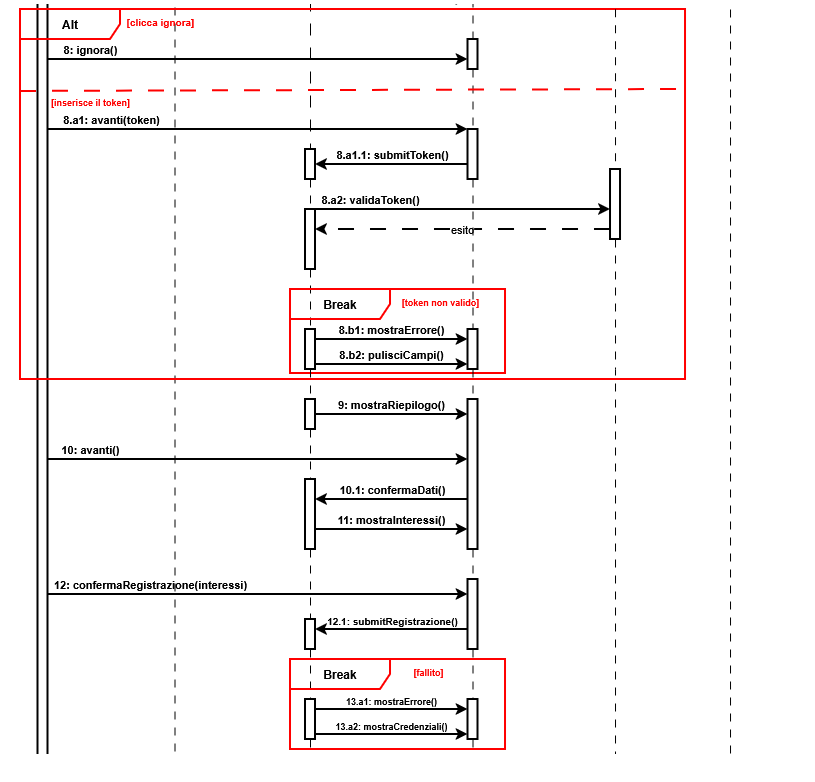 Alt
[clicca ignora]
8: ignora()
[inserisce il token]
8.a1: avanti(token)
8.a1.1: submitToken()
8.a2: validaToken()
esito
Break
[token non valido]
8.b1: mostraErrore()
8.b2: pulisciCampi()
9: mostraRiepilogo()
10: avanti()
10.1: confermaDati()
11: mostraInteressi()
12: confermaRegistrazione(interessi)
12.1: submitRegistrazione()
Break
[fallito]
13.a1: mostraErrore()
13.a2: mostraCredenziali()